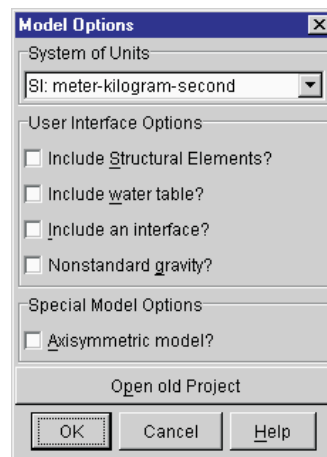 Model Options
System of Units
SI: meter-kilogram-second
User Interface Options
Include Structural Elements?
Include water table?
Include an interface?
Nonstandard gravity?
Special Model Options
Axisymmetric model?
Open old Project
OK Cancel Help